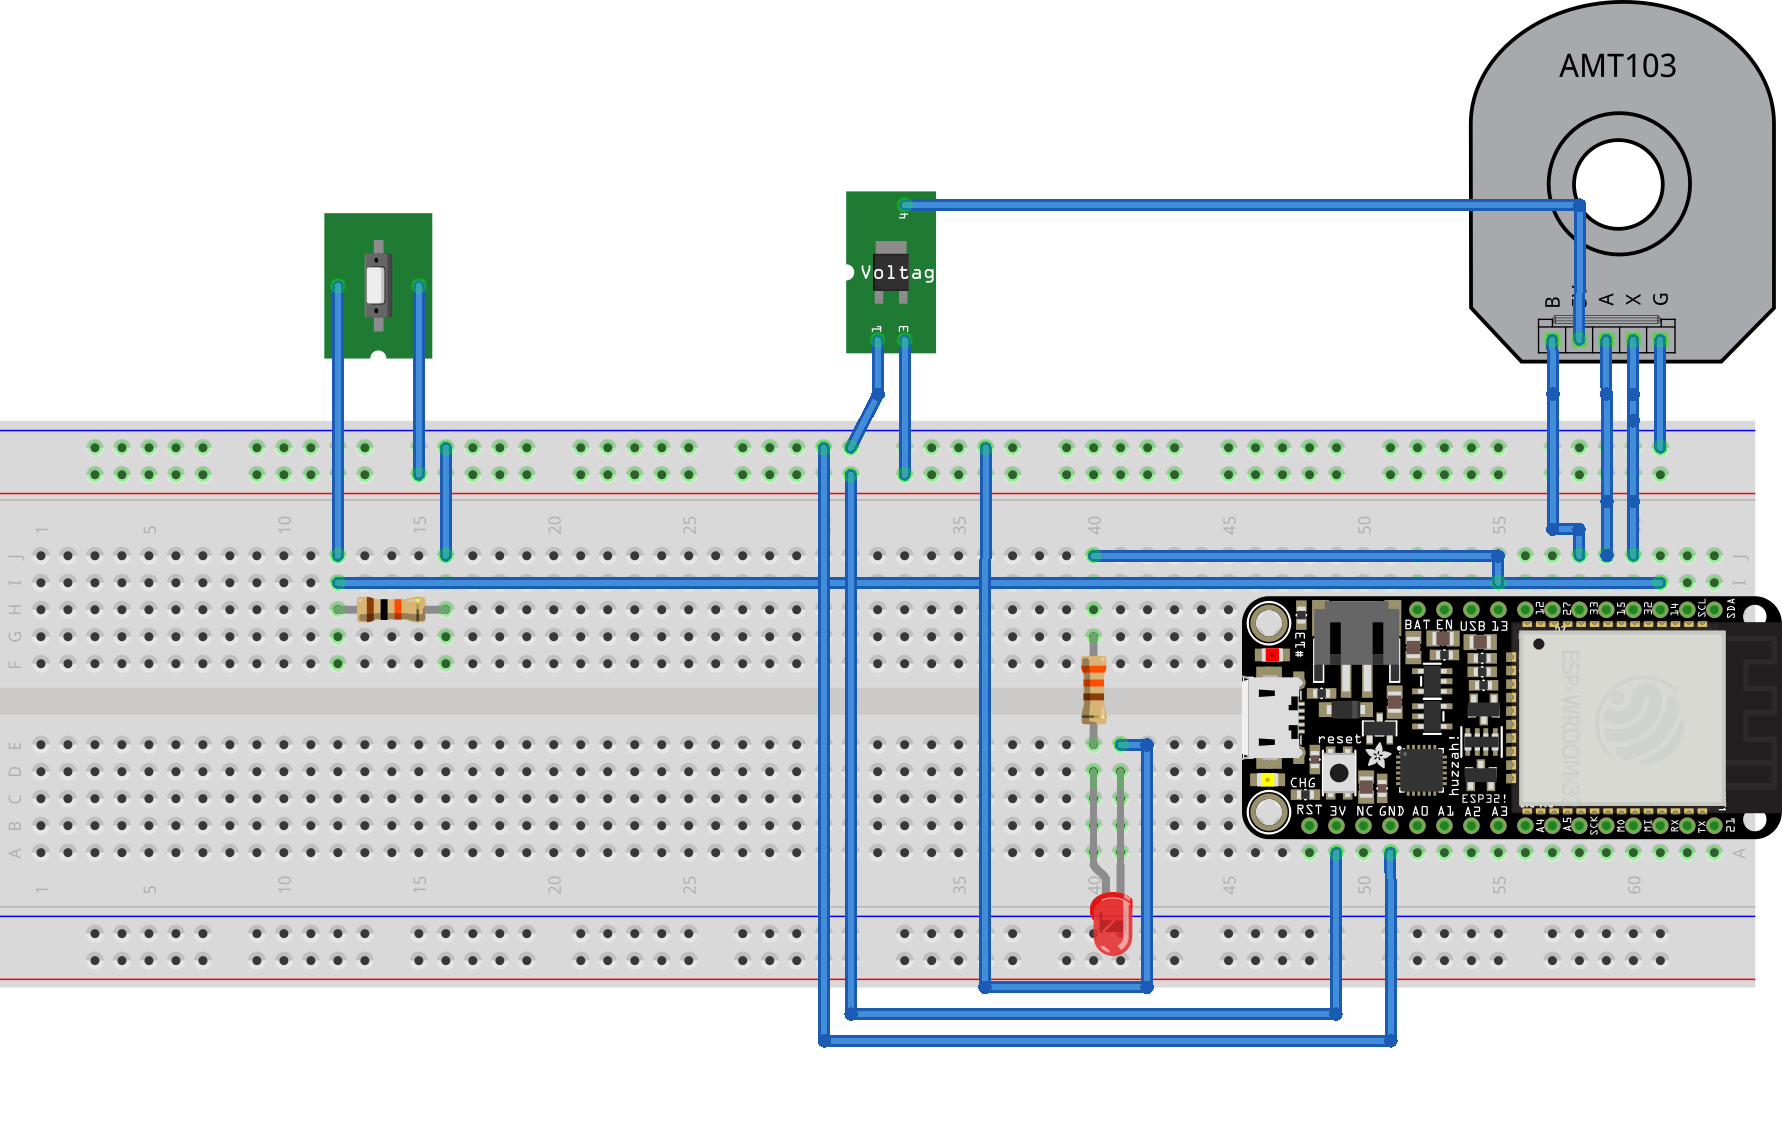 AMT103
B
A
X
G
4
Voltag
1
3
1
5
10
15
20
25
35
40
45
50
55
J
I
H
G
F
J
I
12
27
33
15
32
14
SCL
SDA
#13
BAT
EN
USB
13
ESP-WROOM-32
reset
huzzah!
CHG
ESP32!
RST
3V
NC
GND
A0
A1
A2
A3
A4
A5
SCK
MO
MI
RX
TX
21
E
D
C
B
A
A
1
5
10
15
20
25
35
40
45
50
55
60